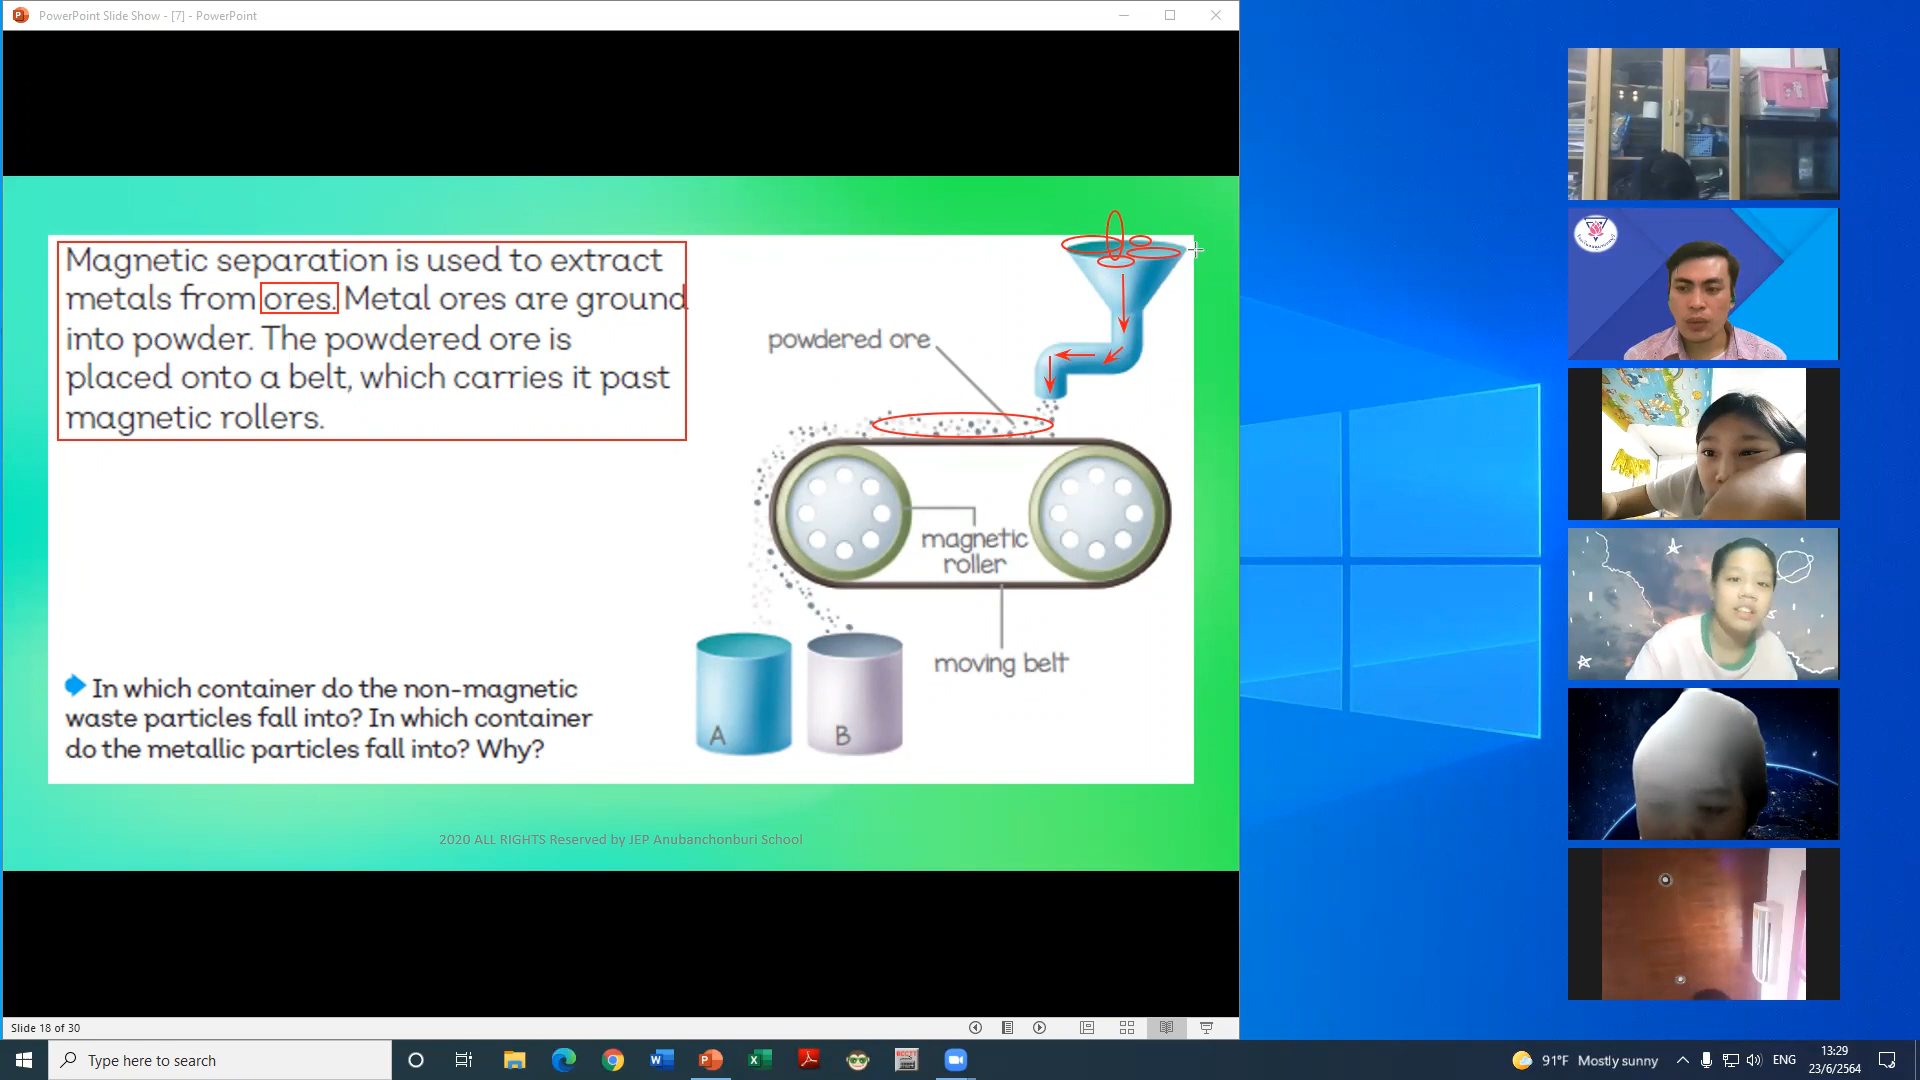 PowerPoint Slide Show - [7] - PowerPoint
Magnetic separation is used to extract
metals from ores. Metal ores are ground
into powder. The powdered ore is
placed onto a belt, which carries it past
magnetic rollers.
powdered ore
magnetic
roller
moving belt
A
B
In which container do the non-magnetic
waste particles fall into? In which container
do the metallic particles fall into? Why?
2020 ALL RIGHTS Reserved by JEP Anubanchonburi School
Slide 18 of 30
Type here to search
91°F Mostly sunny
ENG
13:29
23/6/2564